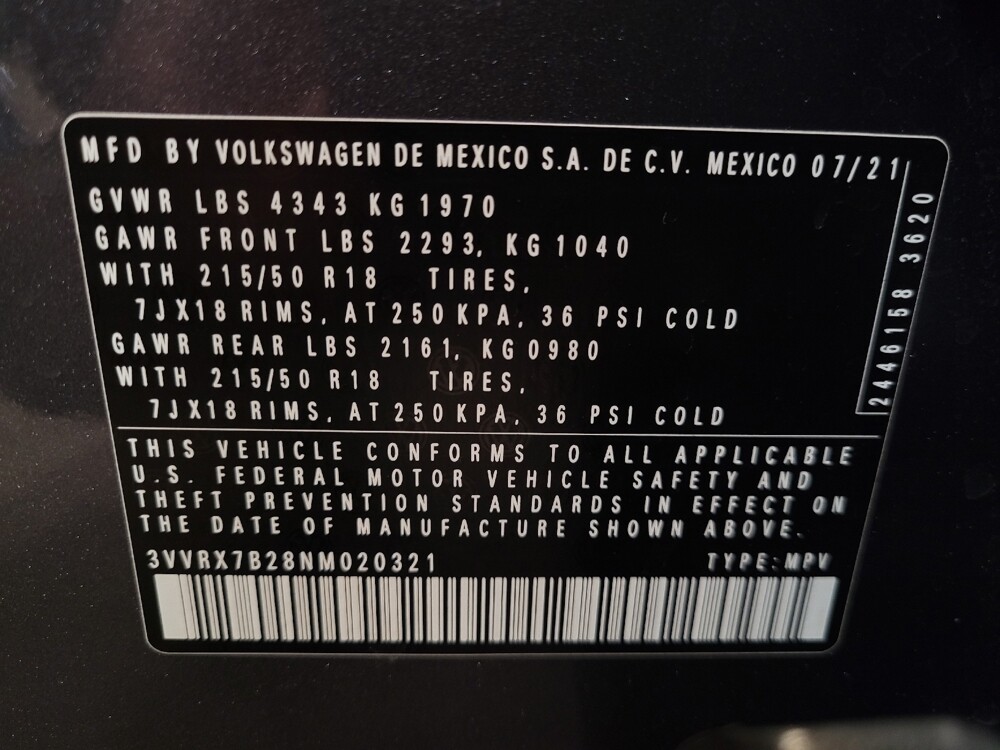 MFD BY VOLKSWAGEN DE MEXICO S.A. DE C.V. MEXICO 07/21
GVWR LBS 4343 KG 1970
GAWR FRONT LBS 2293, KG 1040
WITH 215/50 R18 TIRES,
7JX18 RIMS, AT 250 KPA, 36 PSI COLD
GAWR REAR LBS 2161, KG 0980
WITH 215/50 R18 TIRES,
7JX18 RIMS, AT 250 KPA, 36 PSI COLD
2446158 3620
THIS VEHICLE CONFORMS TO ALL APPLICABLE
U.S. FEDERAL MOTOR VEHICLE SAFETY AND
THEFT PREVENTION STANDARDS IN EFFECT ON
THE DATE OF MANUFACTURE SHOWN ABOVE.
3VVRX7B28NM020321 TYPE:MPV